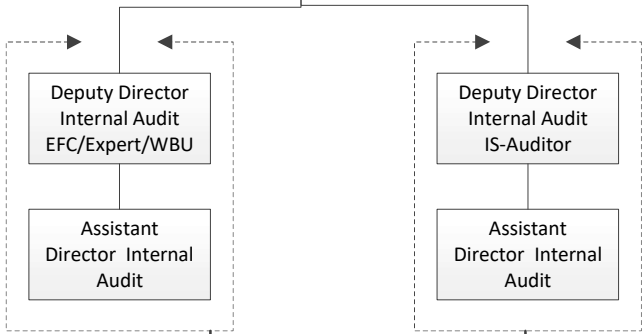 Deputy Director
Internal Audit
EFC/Expert/WBU
Deputy Director
Internal Audit
IS-Auditor
Assistant
Director Internal
Audit
Assistant
Director Internal
Audit